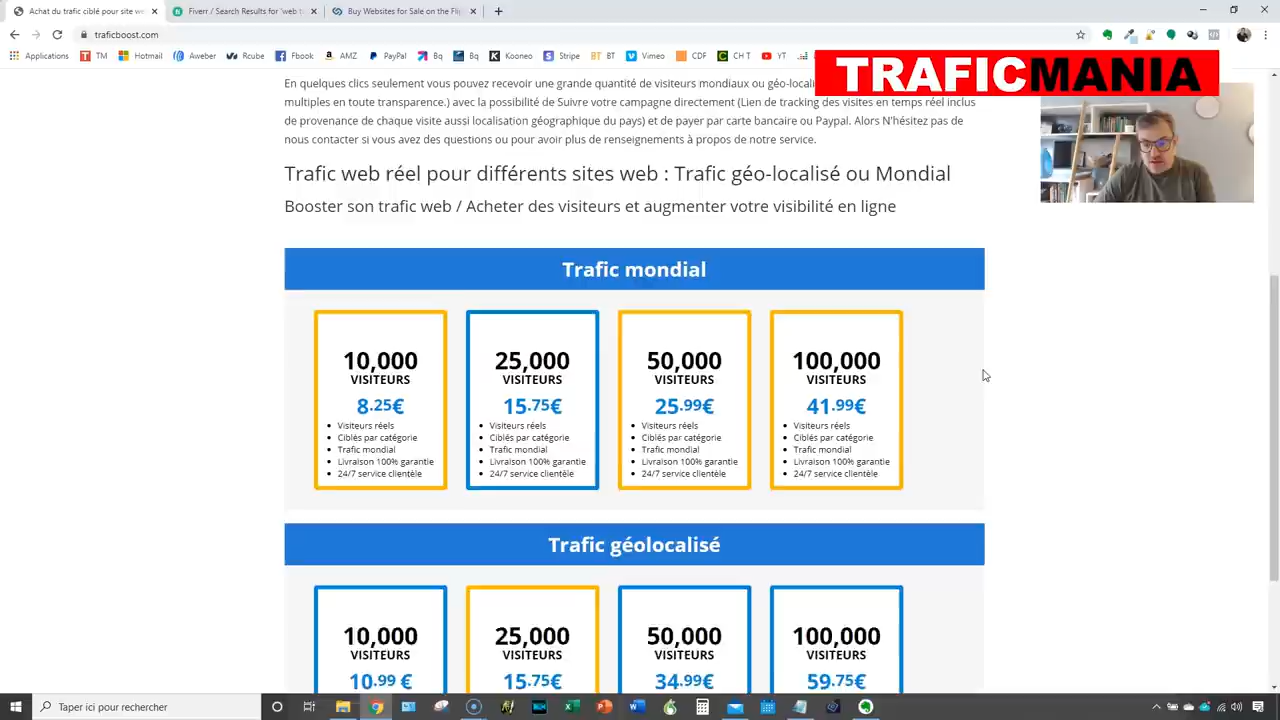 Achat du trafic ciblé pour site we
Fiverr / Search Results for 'web t
Buy Websites for Sale on the Flip
traficboost.com
Applications
TM
Hotmail
Aweber
Rcube
Fbook
AMZ
PayPal
Bq
Bq
Kooneo
Stripe
BT
BT
Vimeo
CDF
CH T
YT
TRAFICMANIA
En quelques clics seulement vous pouvez recevoir une grande quantité de visiteurs mondiaux ou géo-locali
multiples en toute transparence.) avec la possibilité de Suivre votre campagne directement (Lien de tracking des visites en temps réel inclus
de provenance de chaque visite aussi localisation géographique du pays) et de payer par carte bancaire ou Paypal. Alors N'hésitez pas de
nous contacter si vous avez des questions ou pour avoir plus de renseignements à propos de notre service.
Trafic web réel pour différents sites web : Trafic géo-localisé ou Mondial
Booster son trafic web / Acheter des visiteurs et augmenter votre visibilité en ligne
Trafic mondial
10,000
VISITEURS
8.25€
Visiteurs réels
Ciblés par catégorie
Trafic mondial
Livraison 100% garantie
24/7 service clientèle
25,000
VISITEURS
15.75€
Visiteurs réels
Ciblés par catégorie
Trafic mondial
Livraison 100% garantie
24/7 service clientèle
50,000
VISITEURS
25.99€
Visiteurs réels
Ciblés par catégorie
Trafic mondial
Livraison 100% garantie
24/7 service clientèle
100,000
VISITEURS
41.99€
Visiteurs réels
Ciblés par catégorie
Trafic mondial
Livraison 100% garantie
24/7 service clientèle
Trafic géolocalisé
10,000
VISITEURS
10.99 €
25,000
VISITEURS
15.75€
50,000
VISITEURS
34.99€
100,000
VISITEURS
59.75€
Taper ici pour rechercher